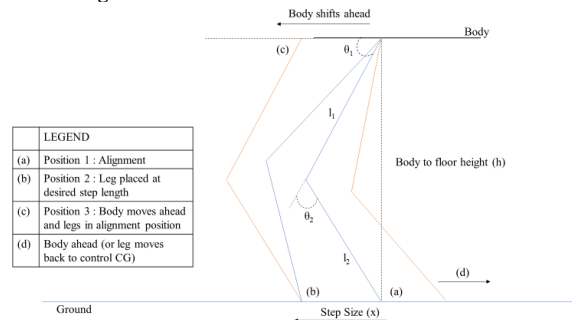 Body shifts ahead
Body
(c)
θ1
l1
LEGEND
(a) Position 1 : Alignment
(b) Position 2 : Leg placed at
desired step length
(c) Position 3 : Body moves ahead
and legs in alignment position
(d) Body ahead (or leg moves
back to control CG)
Body to floor height (h)
θ2
l2
(d)
(b)
(a)
Ground
Step Size (x)